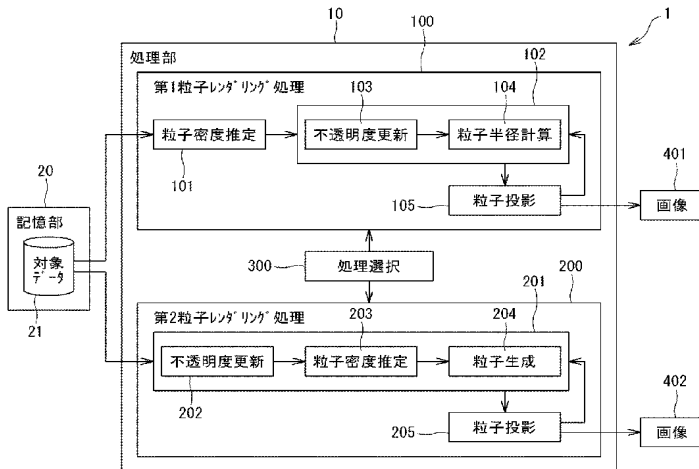 10
1
処理部
100
第1粒子レンダリング処理
102
103
104
粒子密度推定
不透明度更新
粒子半径計算
101
401
20
105
粒子投影
画像
記憶部
対象
データ
21
300
処理選択
200
第2粒子レンダリング処理
201
203
204
不透明度更新
粒子密度推定
粒子生成
202
402
205
粒子投影
画像